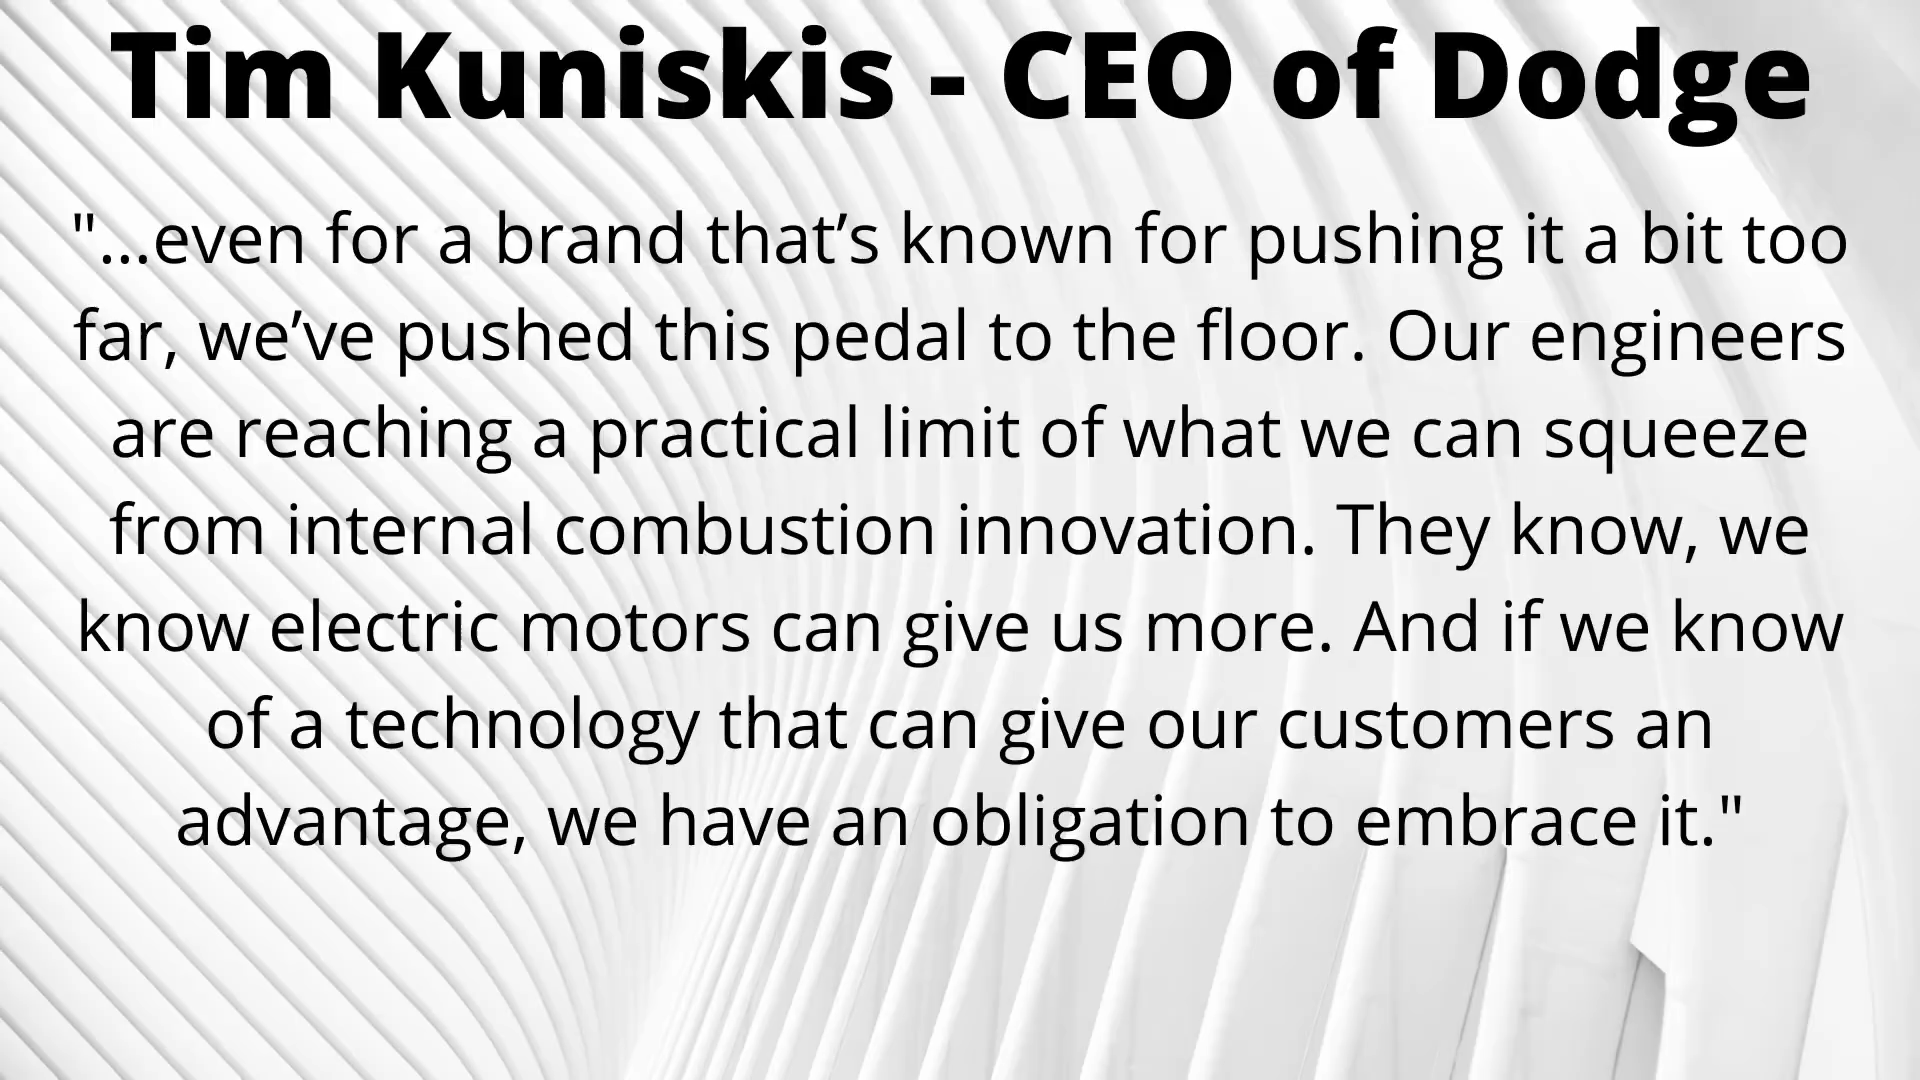 Tim Kuniskis - CEO of Dodge
"...even for a brand that’s known for pushing it a bit too
far, we’ve pushed this pedal to the floor. Our engineers
are reaching a practical limit of what we can squeeze
from internal combustion innovation. They know, we
know electric motors can give us more. And if we know
of a technology that can give our customers an
advantage, we have an obligation to embrace it."